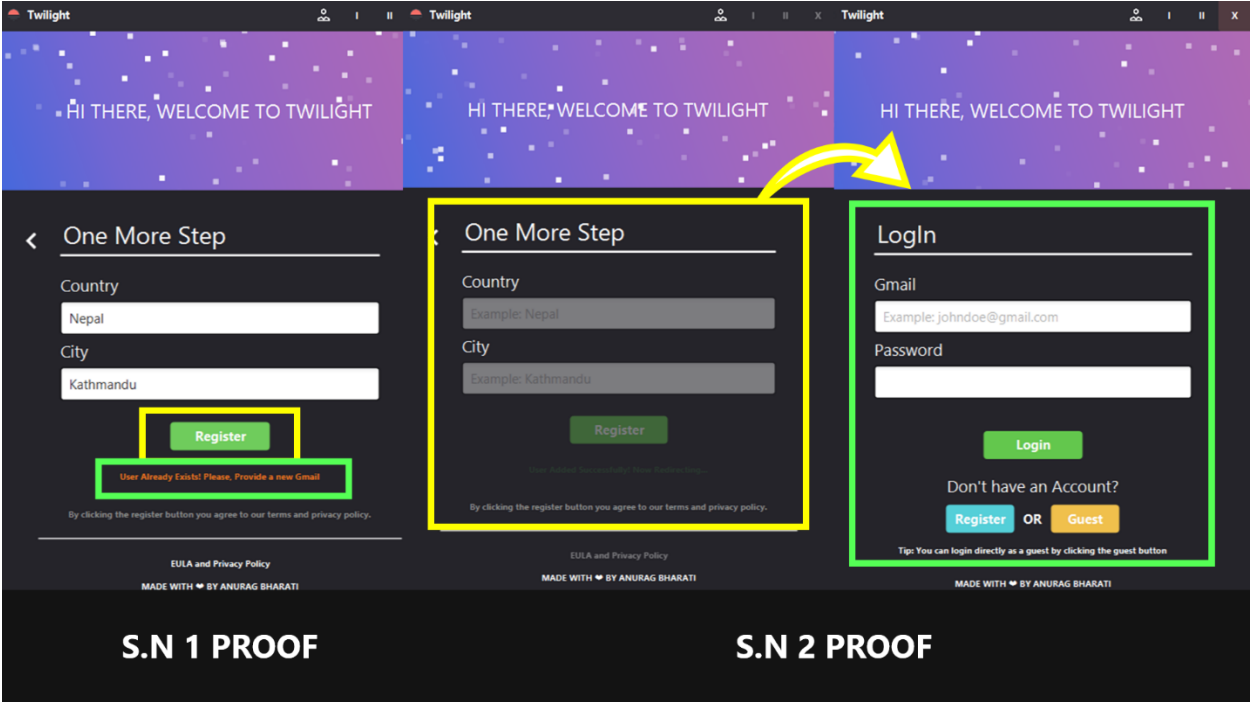 Twilight
HI THERE, WELCOME TO TWILIGHT
One More Step
Country
Nepal
City
Kathmandu
Register
User Already Exists! Please, Provide a new Gmail
By clicking the register button you agree to our terms and privacy policy.
EULA and Privacy Policy
MADE WITH ❤ BY ANURAG BHARATI
S.N 1 PROOF
Twilight
X
HI THERE, WELCOME TO TWILIGHT
One More Step
Country
Example: Nepal
City
Example: Kathmandu
Register
User Added Successfully! Now Redirecting...
By clicking the register button you agree to our terms and privacy policy.
EULA and Privacy Policy
MADE WITH ❤ BY ANURAG BHARATI
Twilight
X
HI THERE, WELCOME TO TWILIGHT
LogIn
Gmail
Example: johndoe@gmail.com
Password
Login
Don't have an Account?
Register OR Guest
Tip: You can login directly as a guest by clicking the guest button
MADE WITH ❤ BY ANURAG BHARATI
S.N 2 PROOF